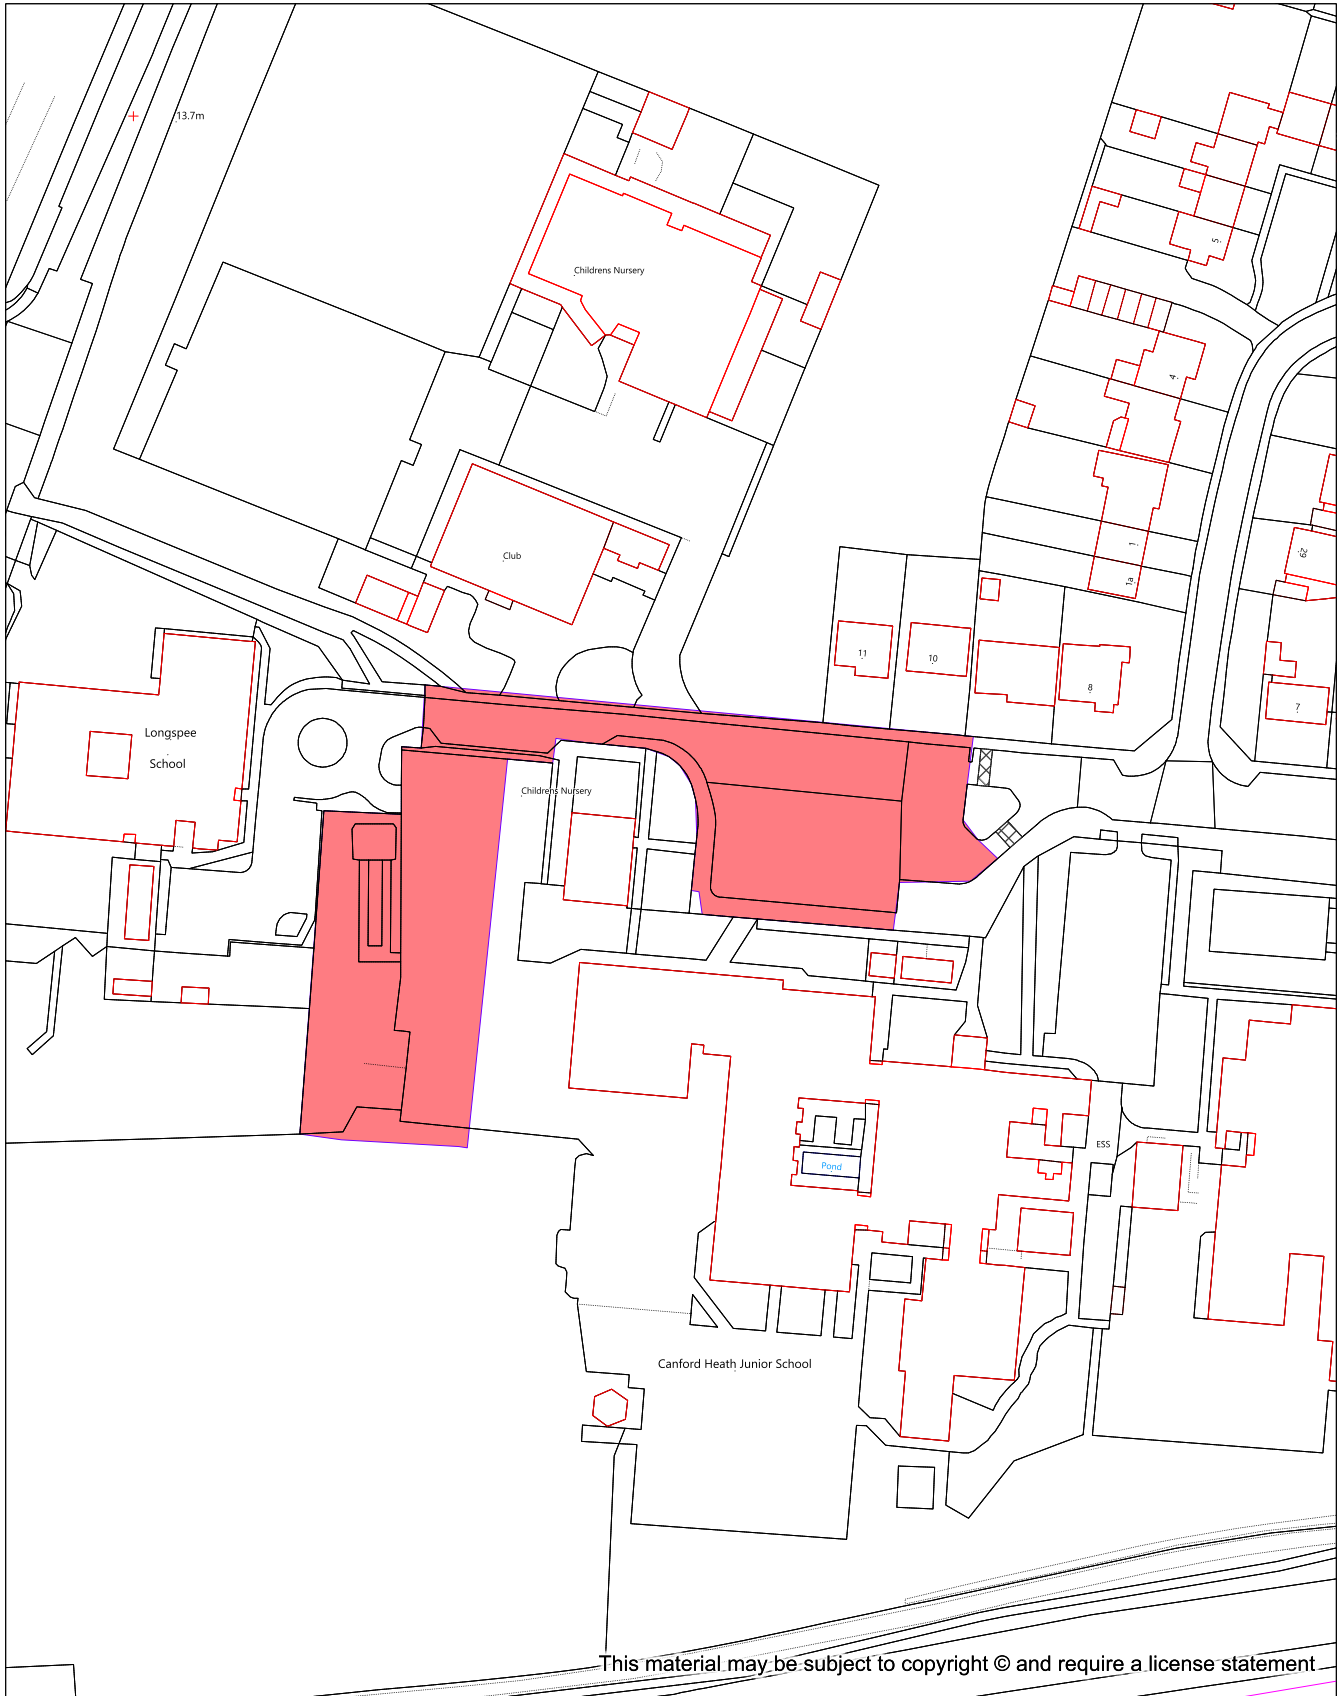 13.7m
Childrens Nursery
5
4
Club
1
62
1a
11
10
8
7
Longspee
School
Childrens Nursery
ESS
Pond
Canford Heath Junior School
This material may be subject to copyright © and require a license statement